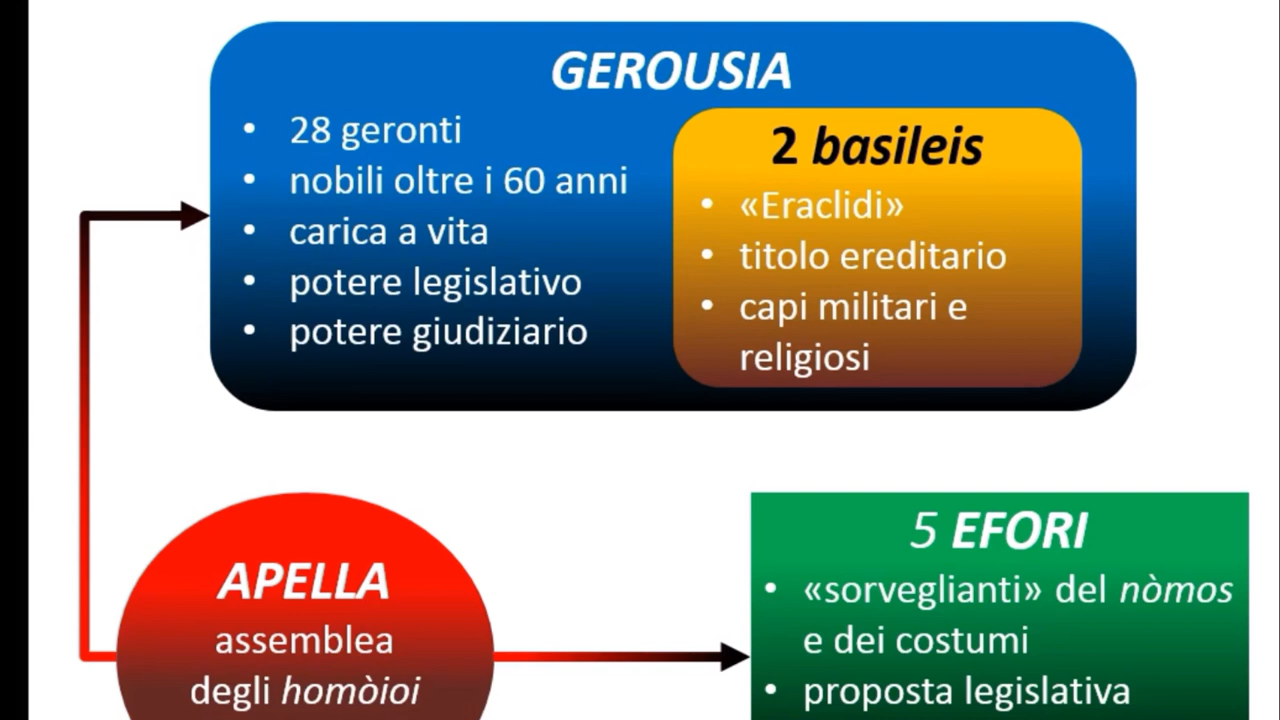 GEROUSIA
• 28 geronti
• nobili oltre i 60 anni
• carica a vita
• potere legislativo
• potere giudiziario
2 basileis
• «Eraclidi»
• titolo ereditario
• capi militari e
religiosi
APELLA
assemblea
degli homòioi
5 EFORI
• «sorveglianti» del nòmos
e dei costumi
• proposta legislativa